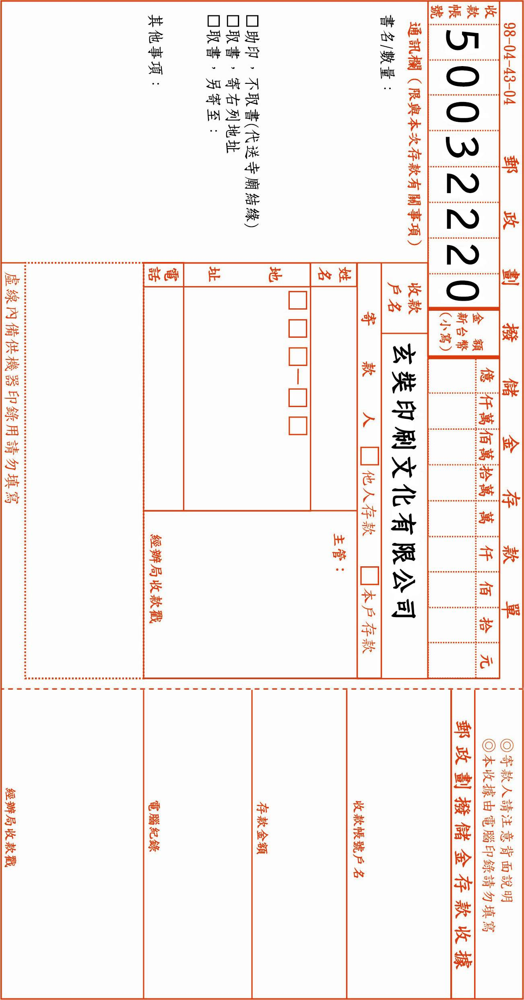 98-04-43-04 郵政劃撥儲金存款單
收款帳號 50032220
金額新台幣(小寫) 億 仟萬 佰萬 拾萬 萬 仟 佰 拾 元
通訊欄(限與本次存款有關事項)
書名/數量:
□助印,不取書(代送寺廟結緣)
□取書,寄右列地址
□取書,另寄至:
其他事項:
收款戶名 玄奘印刷文化有限公司
寄款人 □他人存款 □本戶存款
姓名
地址 □□□—□□
電話
主管:
經辦局收款戳
虛線內備供機器印錄用請勿填寫
◎寄款人請注意背面說明
◎本收據由電腦印錄請勿填寫
郵政劃撥儲金存款收據
收款帳號戶名
存款金額
電腦紀錄
經辦局收款戳